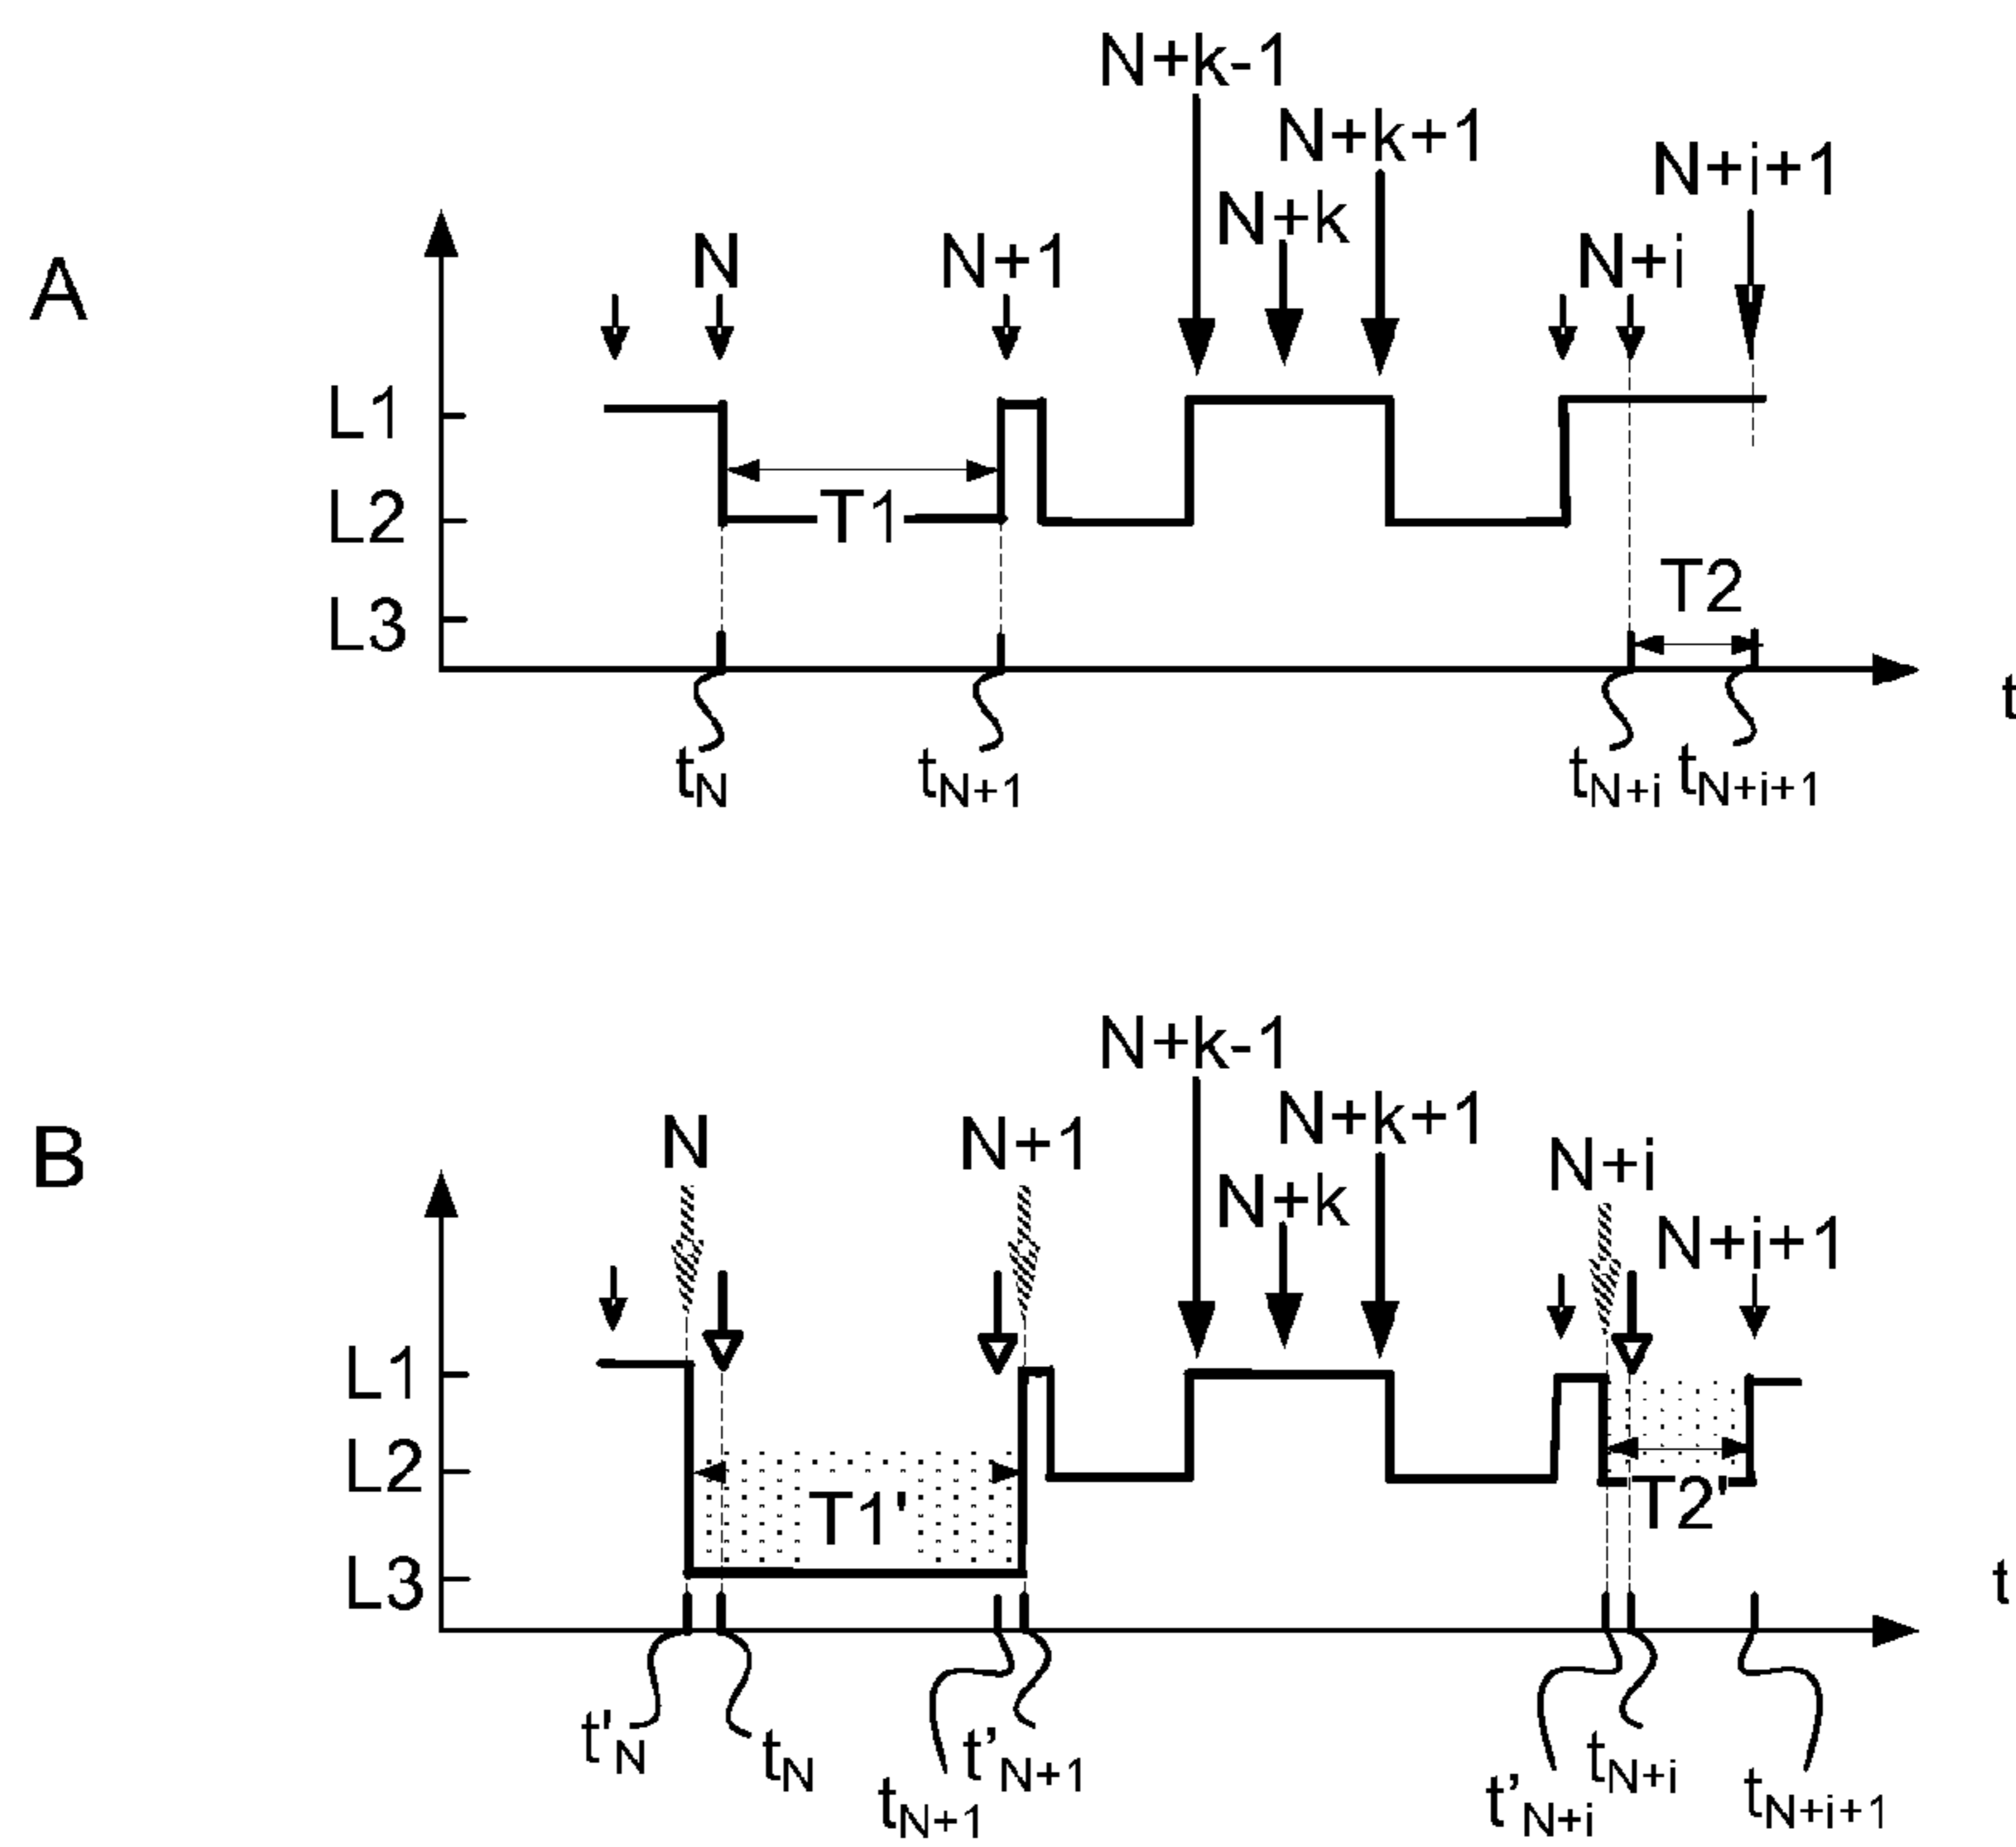 A
N+k-1
N+k+1
N+k
N+i+1
N
N+1
N+i
L1
L2
L3
T1
T2
t
tN
tN+1
tN+i
tN+i+1
B
N+k-1
N+k+1
N+k
N
N+1
N+i
N+i+1
L1
L2
L3
T1'
T2'
t
t'N
tN
tN+1
t’N+1
t’N+i
tN+i
tN+i+1